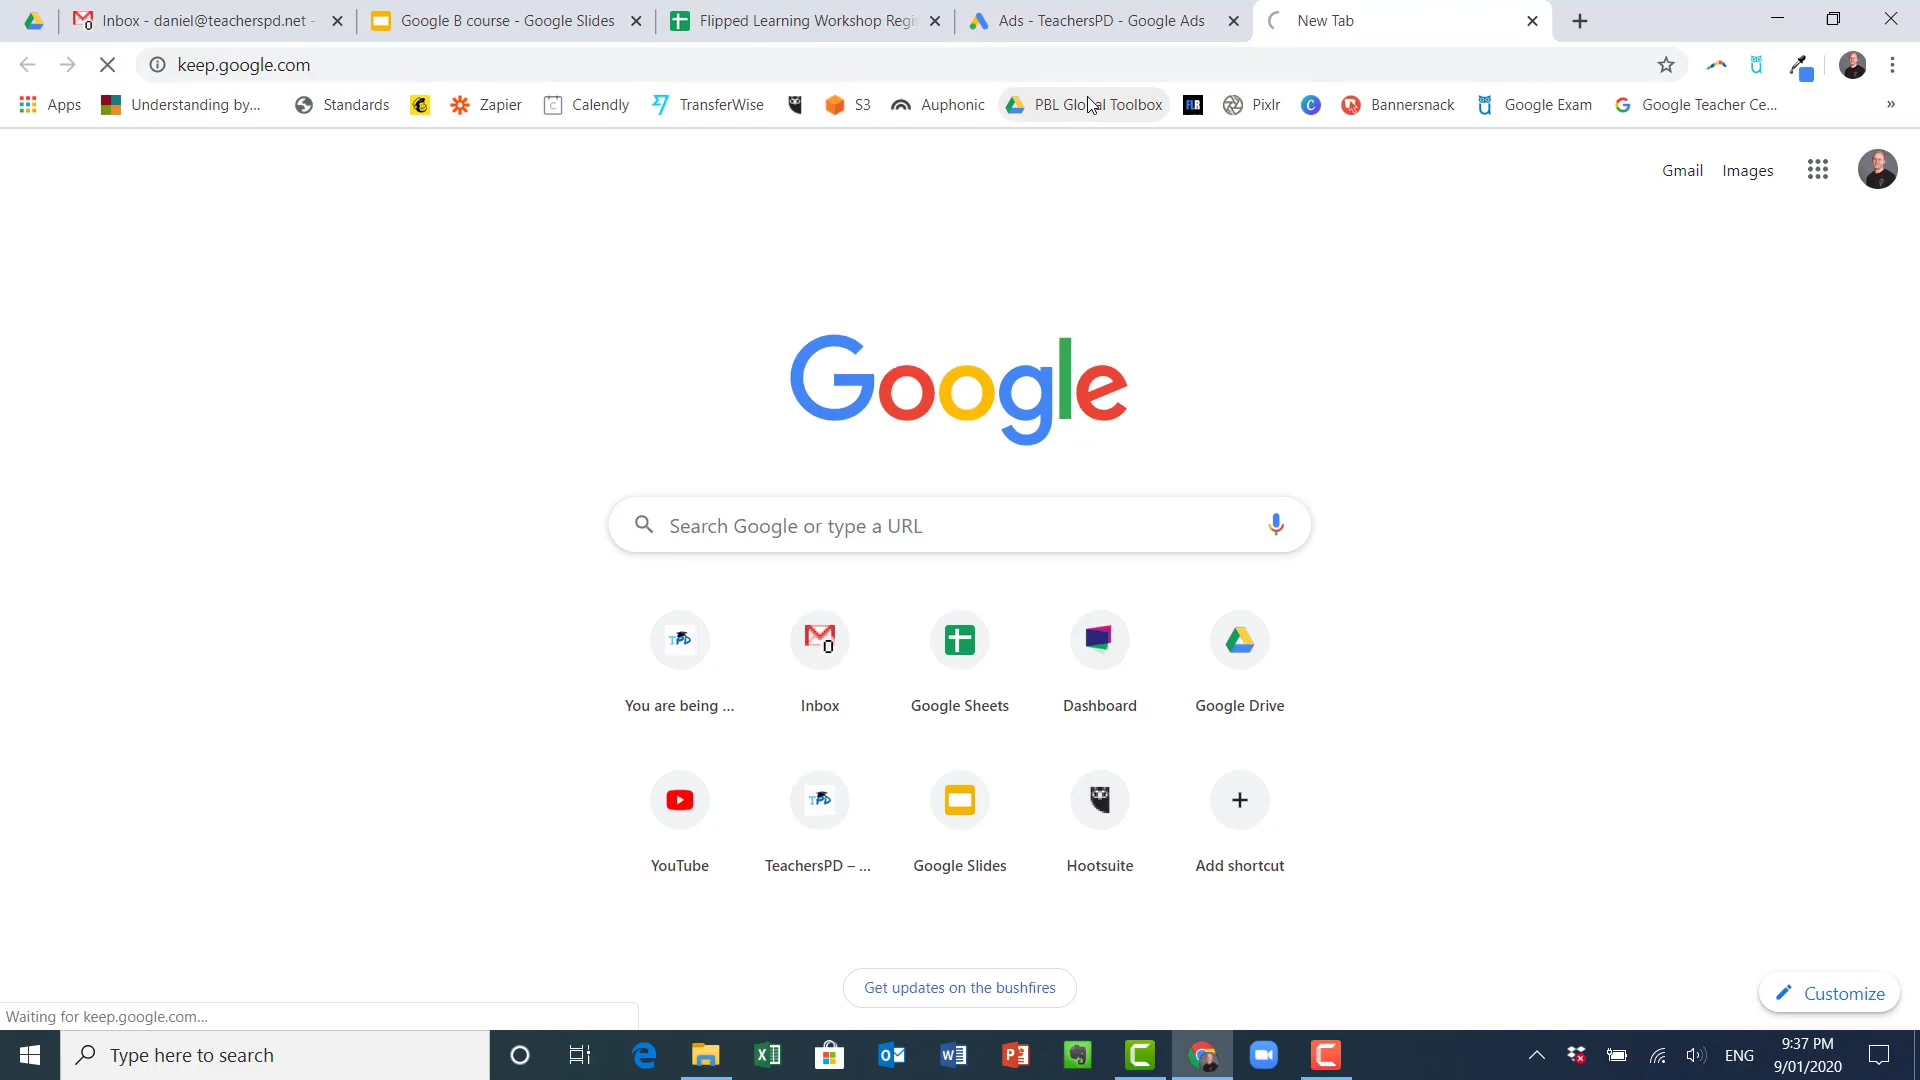 Inbox - daniel@teacherspd.net -
Google B course - Google Slides
Flipped Learning Workshop Regi
Ads - TeachersPD - Google Ads
New Tab
keep.google.com
Apps
Understanding by...
Standards
Zapier
Calendly
TransferWise
S3
Auphonic
PBL Global Toolbox
FLR
Pixlr
Bannersnack
Google Exam
Google Teacher Ce...
»
Gmail
Images
Google
Search Google or type a URL
You are being ...
Inbox
Google Sheets
Dashboard
Google Drive
YouTube
TeachersPD – ...
Google Slides
Hootsuite
Add shortcut
Get updates on the bushfires
Customize
Waiting for keep.google.com...
Type here to search
ENG
9:37 PM
9/01/2020